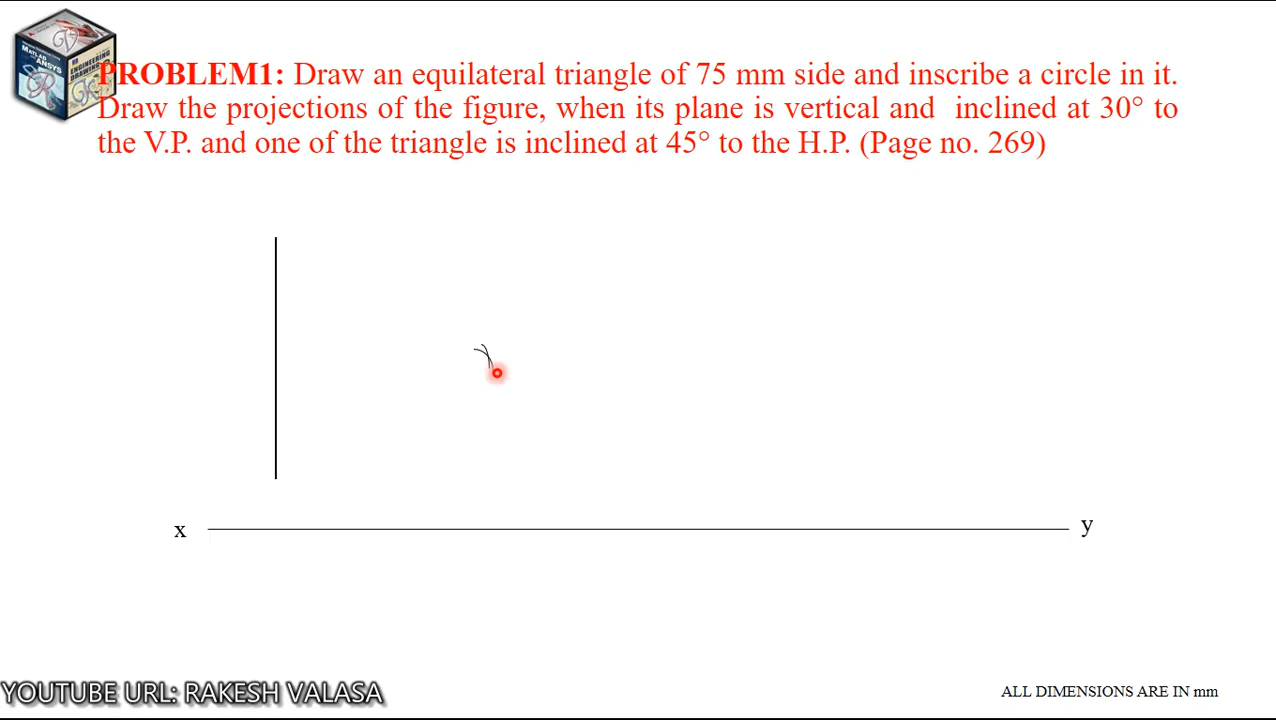 PROBLEM1: Draw an equilateral triangle of 75 mm side and inscribe a circle in it.
Draw the projections of the figure, when its plane is vertical and inclined at 30° to
the V.P. and one of the triangle is inclined at 45° to the H.P. (Page no. 269)
x
y
YOUTUBE URL: RAKESH VALASA
ALL DIMENSIONS ARE IN mm